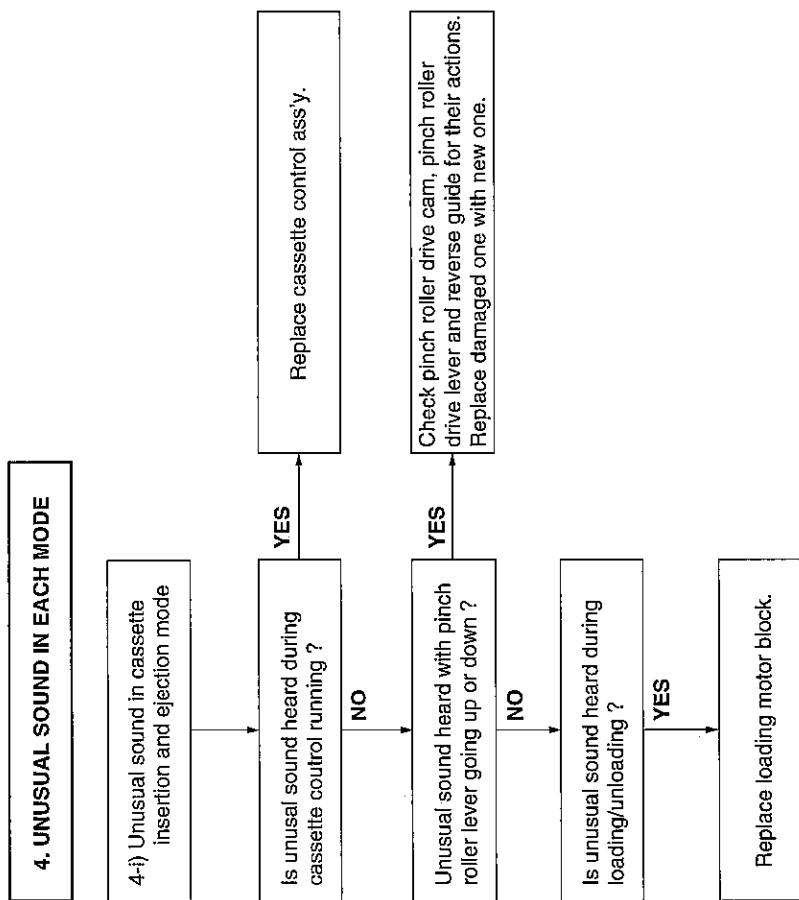 4. UNUSUAL SOUND IN EACH MODE
4-i) Unusual sound in cassette
insertion and ejection mode
Is unusual sound heard during
cassette coutrol running ?
YES
Replace cassette control ass'y.
NO
Unusual sound heard with pinch
roller lever going up or down ?
YES
Check pinch roller drive cam, pinch roller
drive lever and reverse guide for their actions.
Replace damaged one with new one.
NO
Is unusual sound heard during
loading/unloading ?
YES
Replace loading motor block.